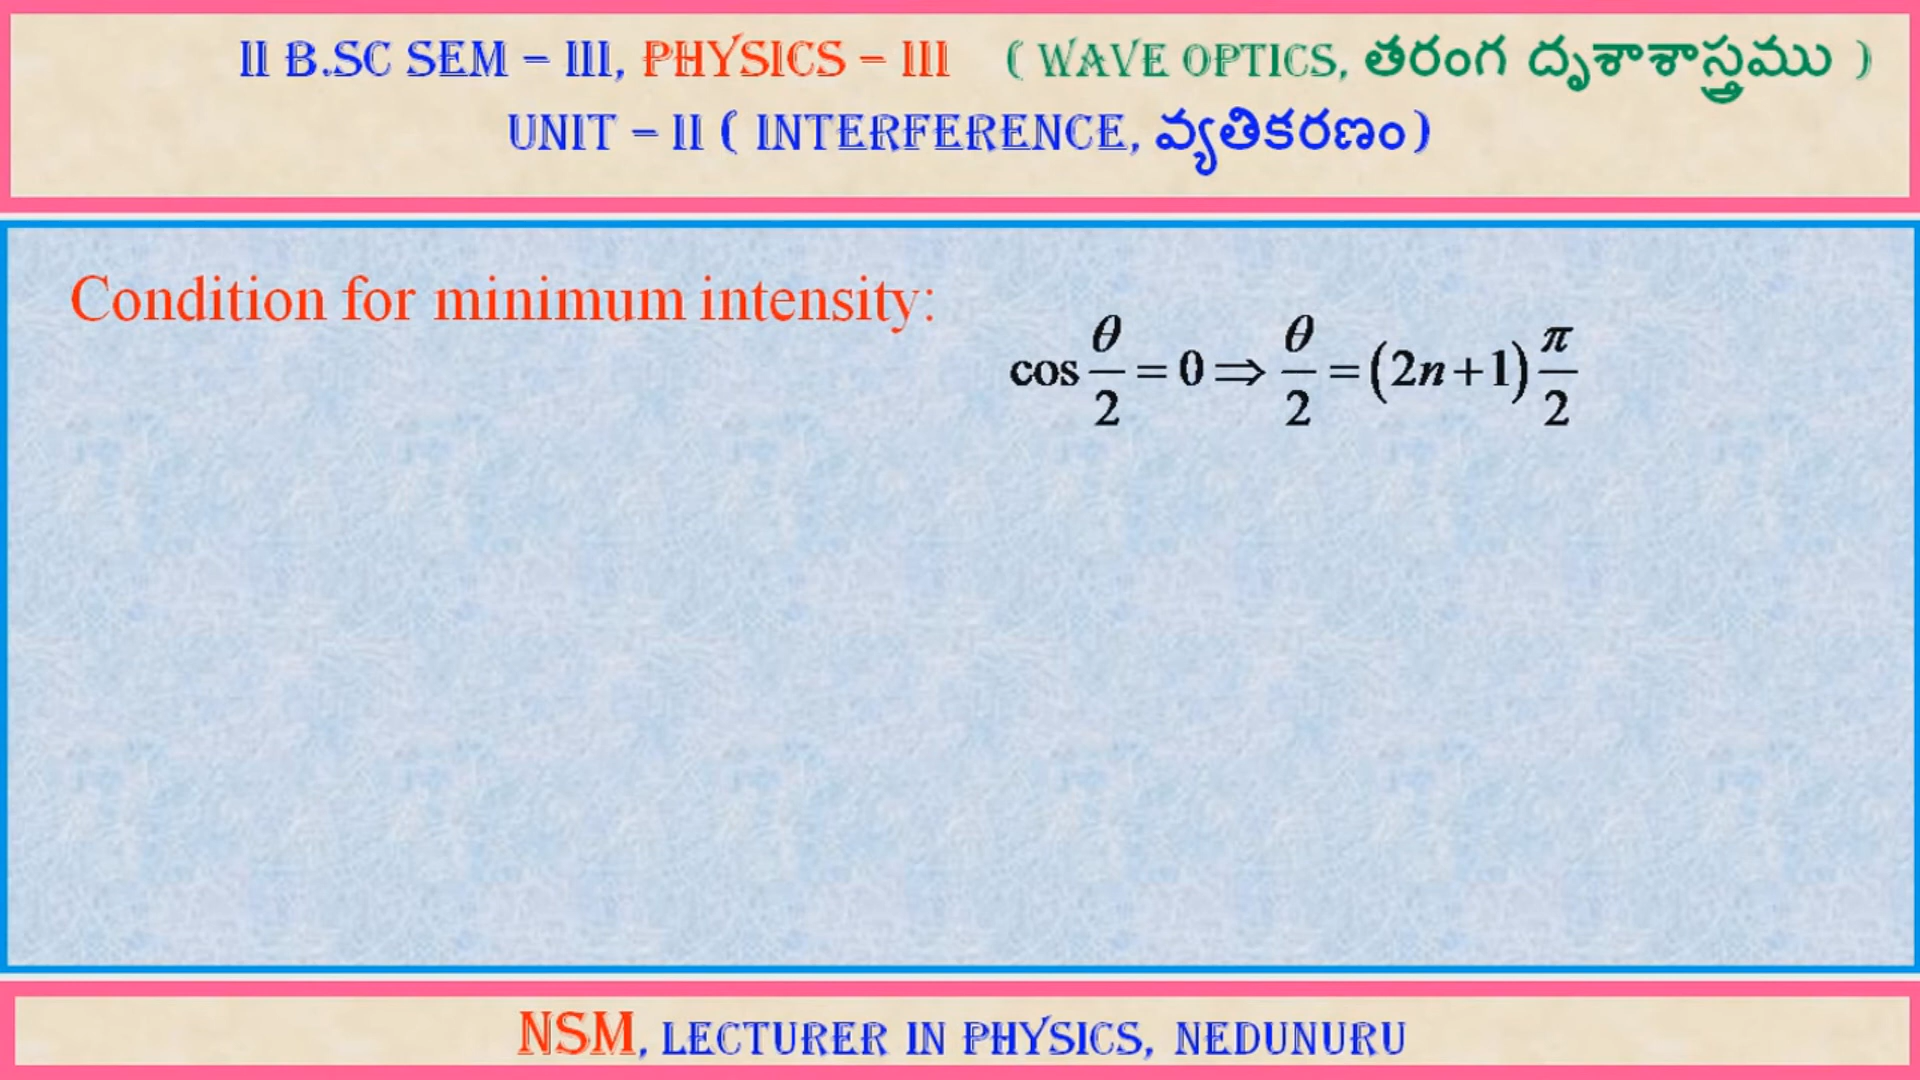 II B.SC SEM – III, PHYSICS – III ( WAVE OPTICS, తరంగ దృశాశాస్త్రము )
UNIT – II ( INTERFERENCE, వ్యతికరణం)
Condition for minimum intensity:
cos θ/2 = 0 ⇒ θ/2 = (2n+1) π/2
NSM, LECTURER IN PHYSICS, NEDUNURU